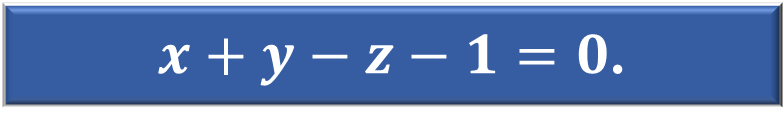 x + y − z − 1 = 0.